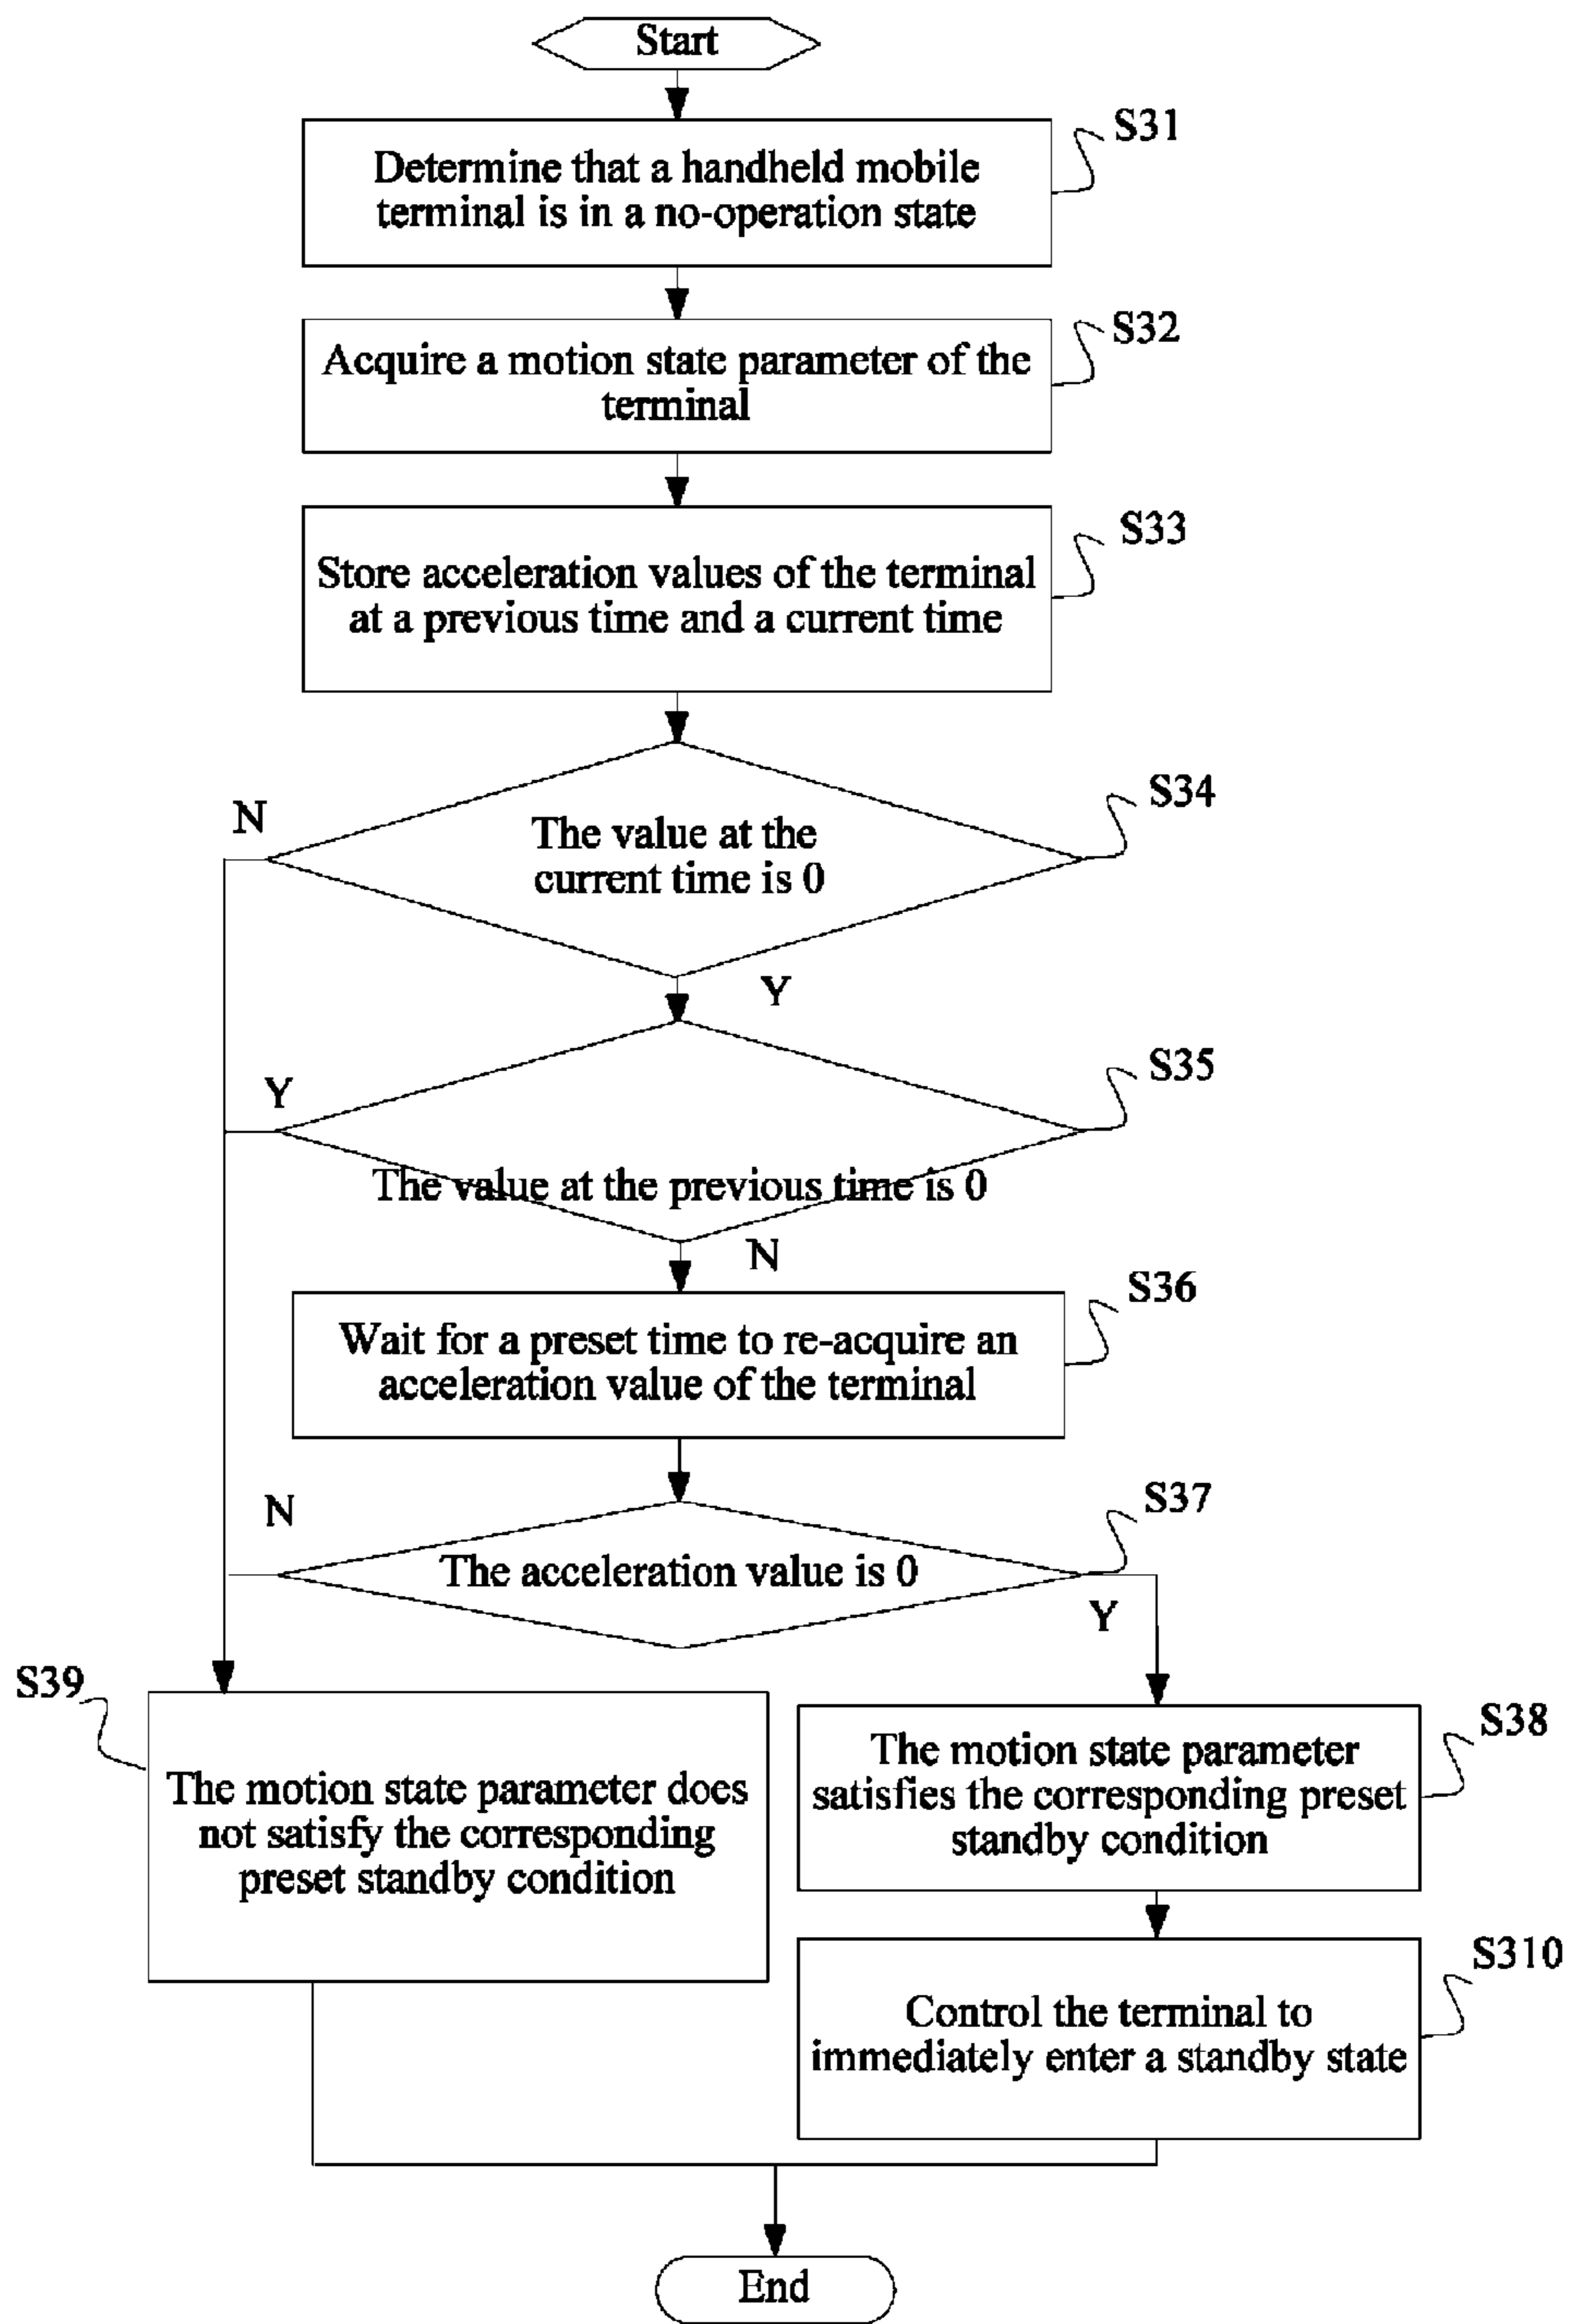 Start
S31
Determine that a handheld mobile
terminal is in a no-operation state
S32
Acquire a motion state parameter of the
terminal
S33
Store acceleration values of the terminal
at a previous time and a current time
S34
N
The value at the
current time is 0
Y
S35
Y
The value at the previous time is 0
N
S36
Wait for a preset time to re-acquire an
acceleration value of the terminal
S37
N
The acceleration value is 0
Y
S39
The motion state parameter does
not satisfy the corresponding
preset standby condition
S38
The motion state parameter
satisfies the corresponding preset
standby condition
S310
Control the terminal to
immediately enter a standby state
End